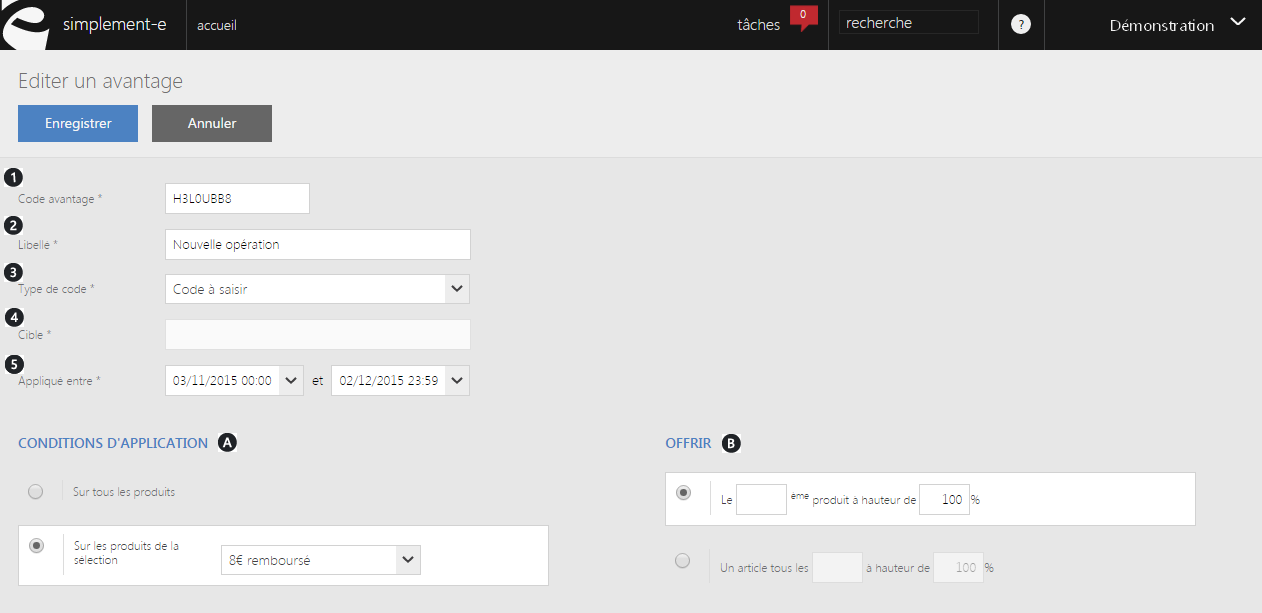 simplement-e accueil tâches 0 recherche ? Démonstration
Editer un avantage
Enregistrer Annuler
1
Code avantage * H3L0UBB8
2
Libelle * Nouvelle opération
3
Type de code * Code à saisir
4
Cible *
5
Appliqué entre * 03/11/2015 00:00 et 02/12/2015 23:59
CONDITIONS D'APPLICATION A OFFRIR B
Sur tous les produits
Le ème produit à hauteur de 100 %
Sur les produits de la
sélection
8€ remboursé
Un article tous les à hauteur de 100 %